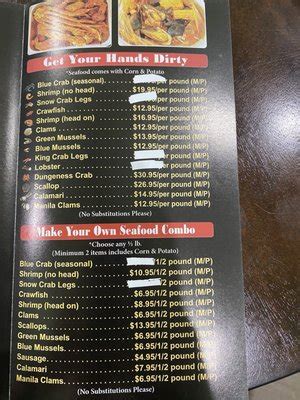 Get Your Hands Dirty
*Seafood comes with Corn & Potato
Blue Crab (seasonal) /per pound (M/P)
Shrimp (no head) $19.95/per pound (M/P)
Snow Crab Legs /per pound (M/P)
Crawfish $12.95/per pound (M/P)
Shrimp (head on) $16.95/per pound (M/P)
Clams $12.95/per pound (M/P)
Green Mussels $13.95/per pound (M/P)
Blue Mussels $12.95/per pound (M/P)
King Crab Legs /per pound (M/P)
Lobster /per pound (M/P)
Dungeness Crab $30.95/per pound (M/P)
Scallop $26.95/per pound (M/P)
Calamari $14.95/per pound (M/P)
Manila Clams $12.95/per pound (M/P)
(No Substitutions Please)
Make Your Own Seafood Combo
*Choose any ½ lb.
(Minimum 2 items includes Corn & Potato)
Blue Crab (seasonal) 1/2 pound (M/P)
Shrimp (no head) $10.95/1/2 pound (M/P)
Snow Crab Legs /1/2 pound (M/P)
Crawfish $6.95/1/2 pound (M/P)
Shrimp (head on) $8.95/1/2 pound (M/P)
Clams $6.95/1/2 pound (M/P)
Scallops $13.95/1/2 pound (M/P)
Green Mussels $6.95/1/2 pound (M/P)
Blue Mussels $6.95/1/2 pound (M/P)
Sausage $4.95/1/2 pound (M/P)
Calamari $7.95/1/2 pound (M/P)
Manila Clams $6.95/1/2 pound (M/P)
(No Substitutions Please)